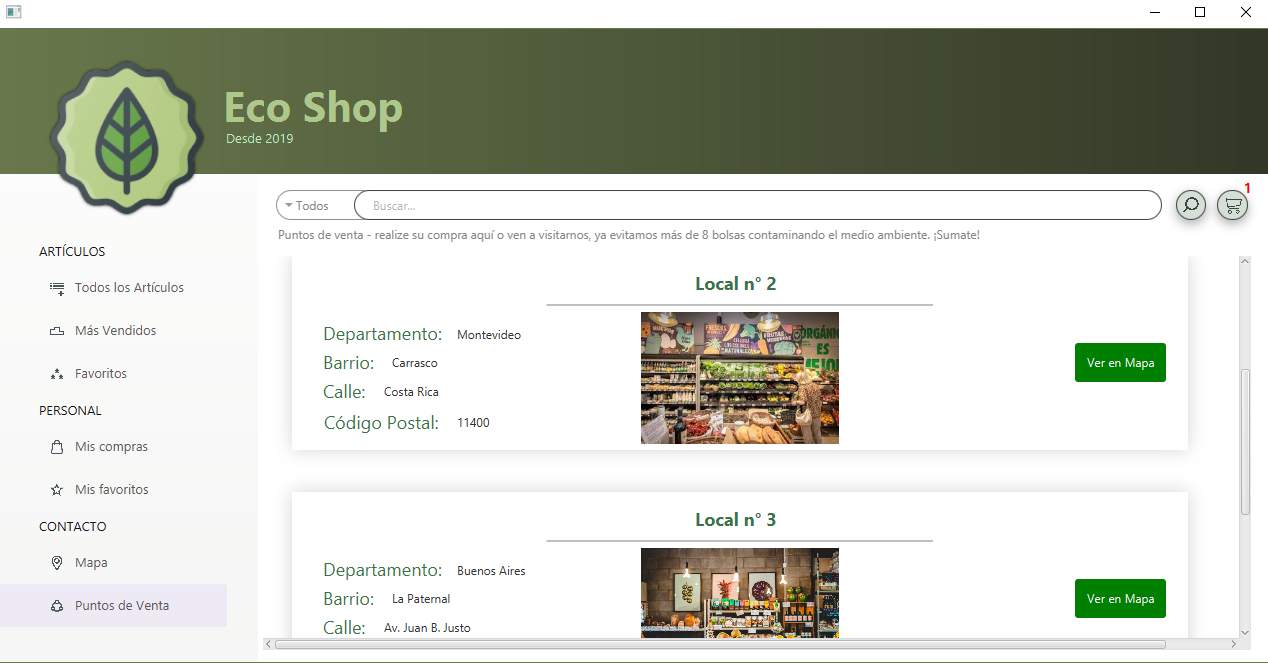 Eco Shop
Desde 2019
Todos
Buscar...
1
Puntos de venta - realize su compra aquí o ven a visitarnos, ya evitamos más de 8 bolsas contaminando el medio ambiente. ¡Sumate!
ARTÍCULOS
Todos los Artículos
Más Vendidos
Favoritos
PERSONAL
Mis compras
Mis favoritos
CONTACTO
Mapa
Puntos de Venta
Local n° 2
Departamento: Montevideo
Barrio: Carrasco
Calle: Costa Rica
Código Postal: 11400
ORGÁNIC
ES
Ver en Mapa
Local n° 3
Departamento: Buenos Aires
Barrio: La Paternal
Calle: Av. Juan B. Justo
Ver en Mapa